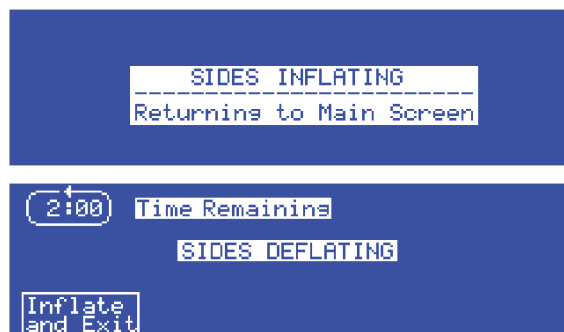 SIDES INFLATING
Returning to Main Screen
2:00 Time Remaining
SIDES DEFLATING
Inflate
and Exit